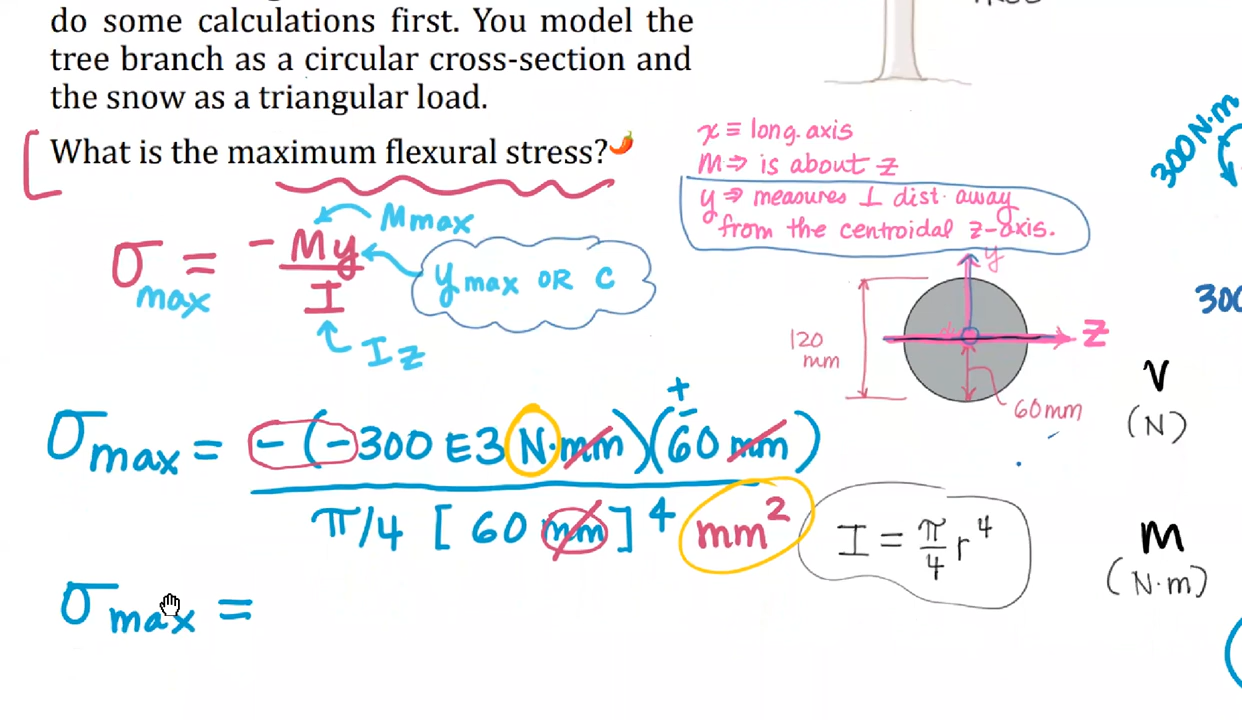 do some calculations first. You model the
tree branch as a circular cross-section and
the snow as a triangular load.
What is the maximum flexural stress?
x ≡ long. axis
M ⇒ is about z
y ⇒ measures ⊥ dist. away
from the centroidal z-axis.
300 N·m
σmax = - My / I
Mmax
ymax OR C
Iz
y
z
120
mm
60mm
300
V
(N)
σmax = -(-300 E3 N·mm)(±60 mm) / π/4 [60 mm]⁴ mm²
I = π/4 r⁴
M
(N·m)
σmax =